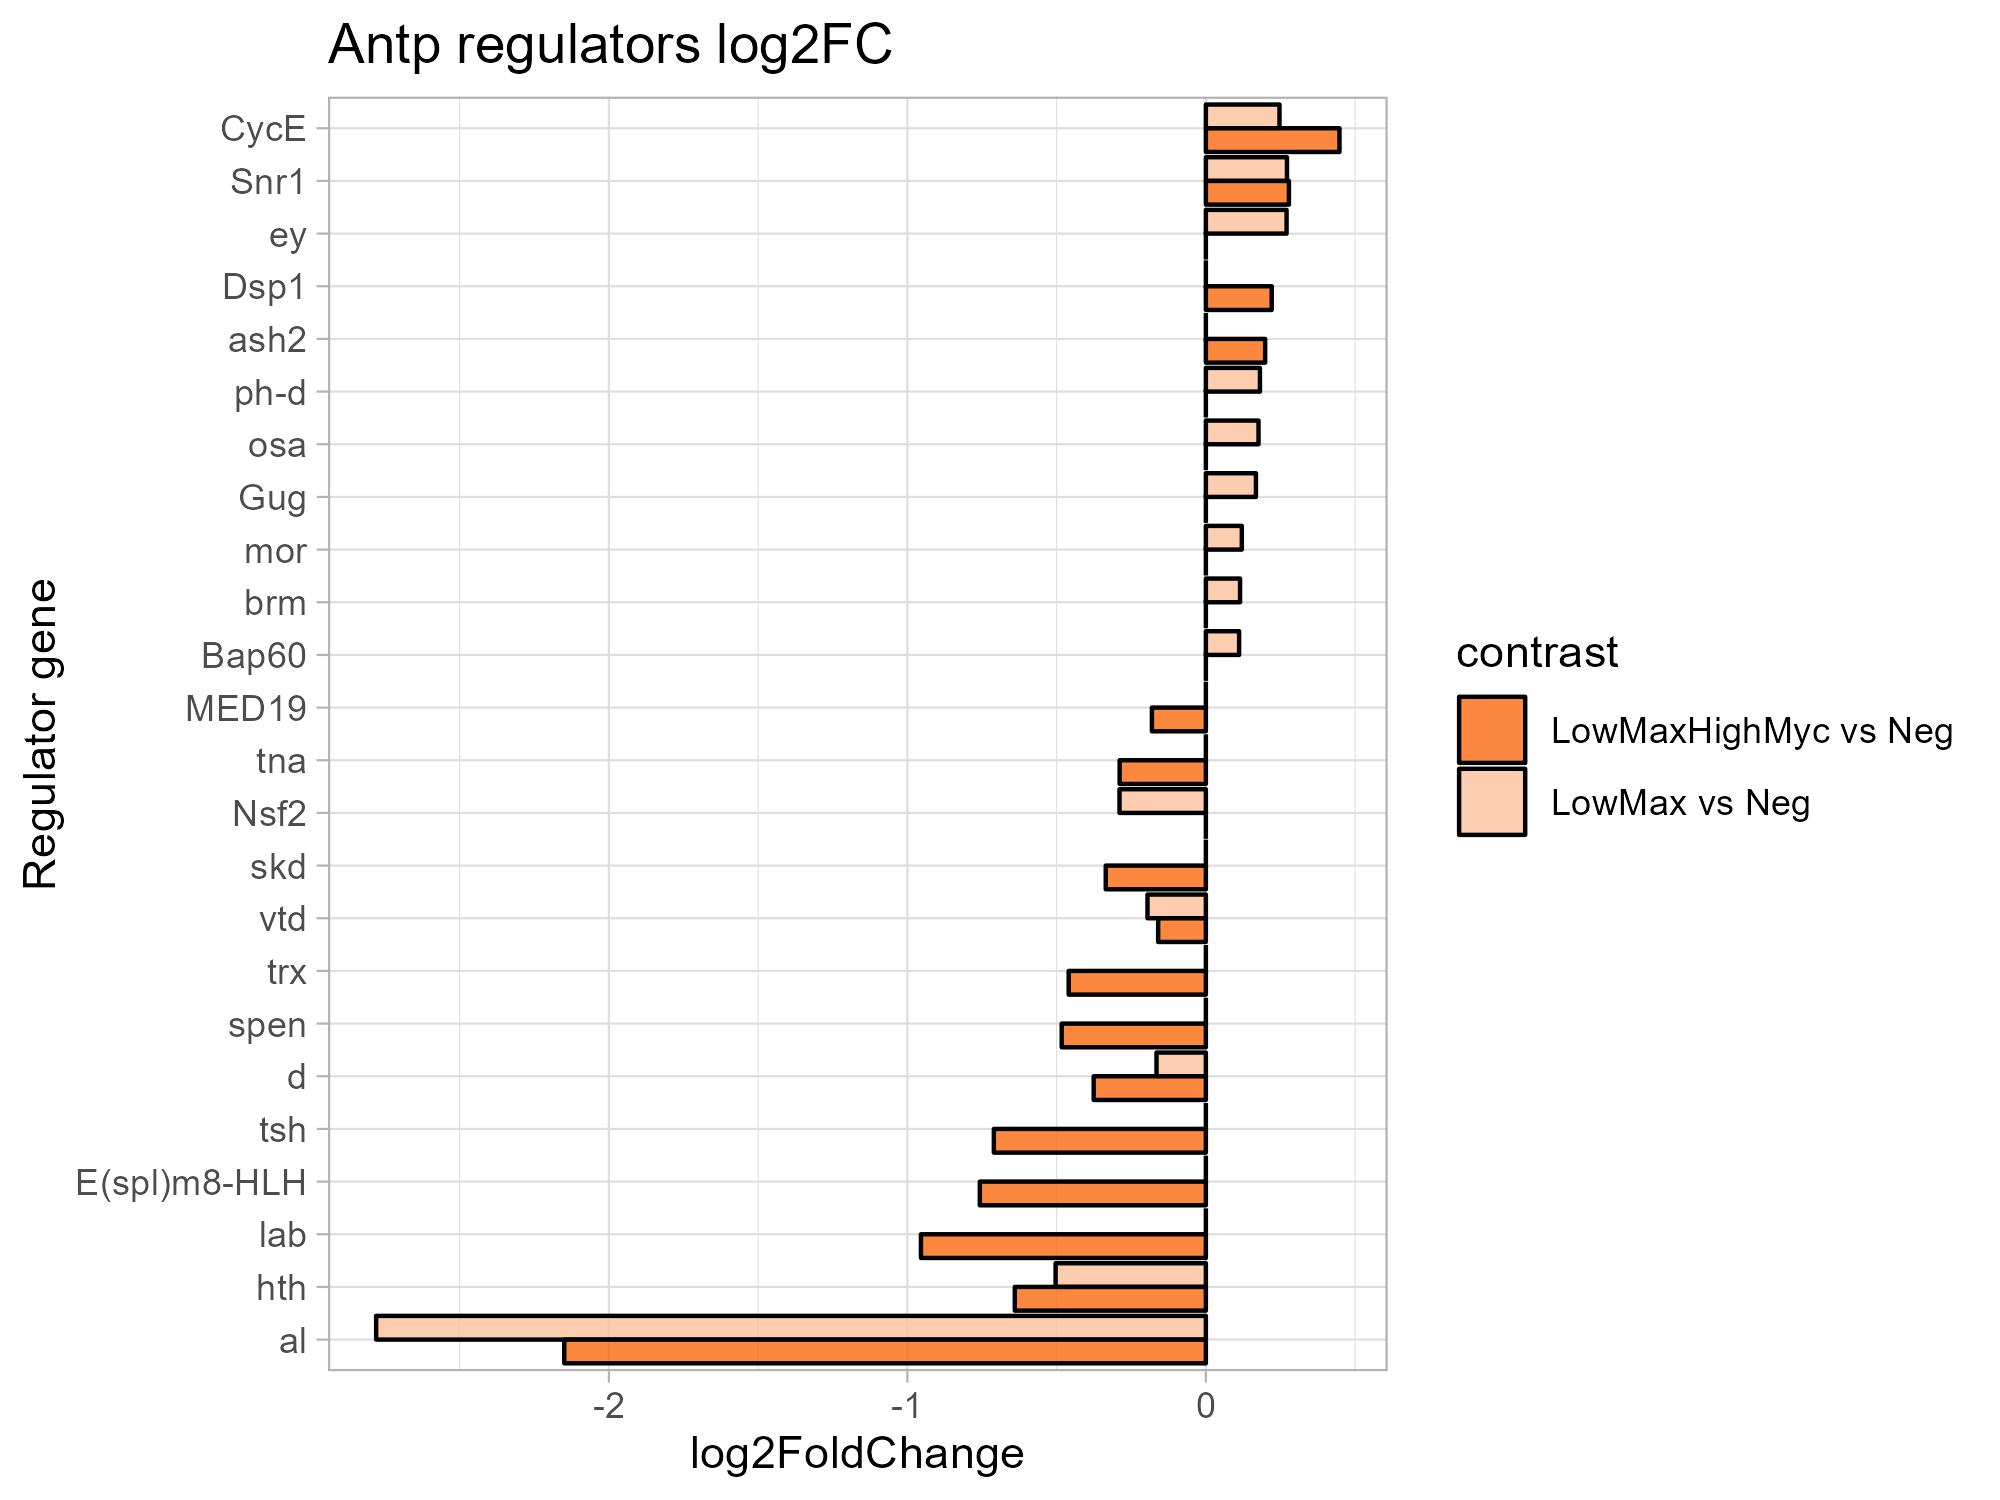 Antp regulators log2FC
Regulator gene
CycE
Snr1
ey
Dsp1
ash2
ph-d
osa
Gug
mor
brm
Bap60
MED19
tna
Nsf2
skd
vtd
trx
spen
d
tsh
E(spl)m8-HLH
lab
hth
al
-2 -1 0
log2FoldChange
contrast
LowMaxHighMyc vs Neg
LowMax vs Neg